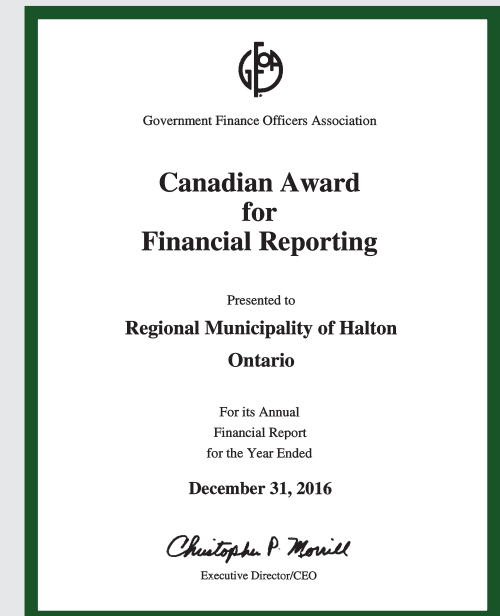 GFOA
Government Finance Officers Association
Canadian Award
for
Financial Reporting
Presented to
Regional Municipality of Halton
Ontario
For its Annual
Financial Report
for the Year Ended
December 31, 2016
Christopher P. Morrill
Executive Director/CEO